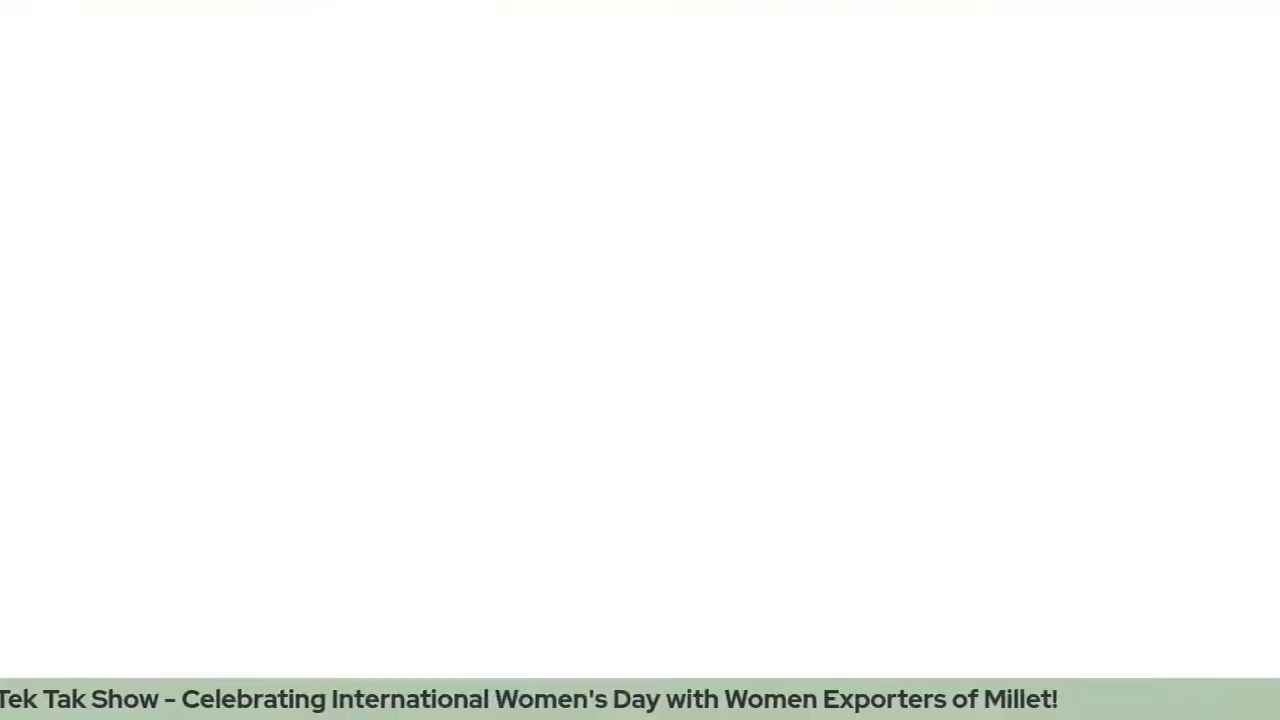 Tek Tak Show - Celebrating International Women's Day with Women Exporters of Millet!